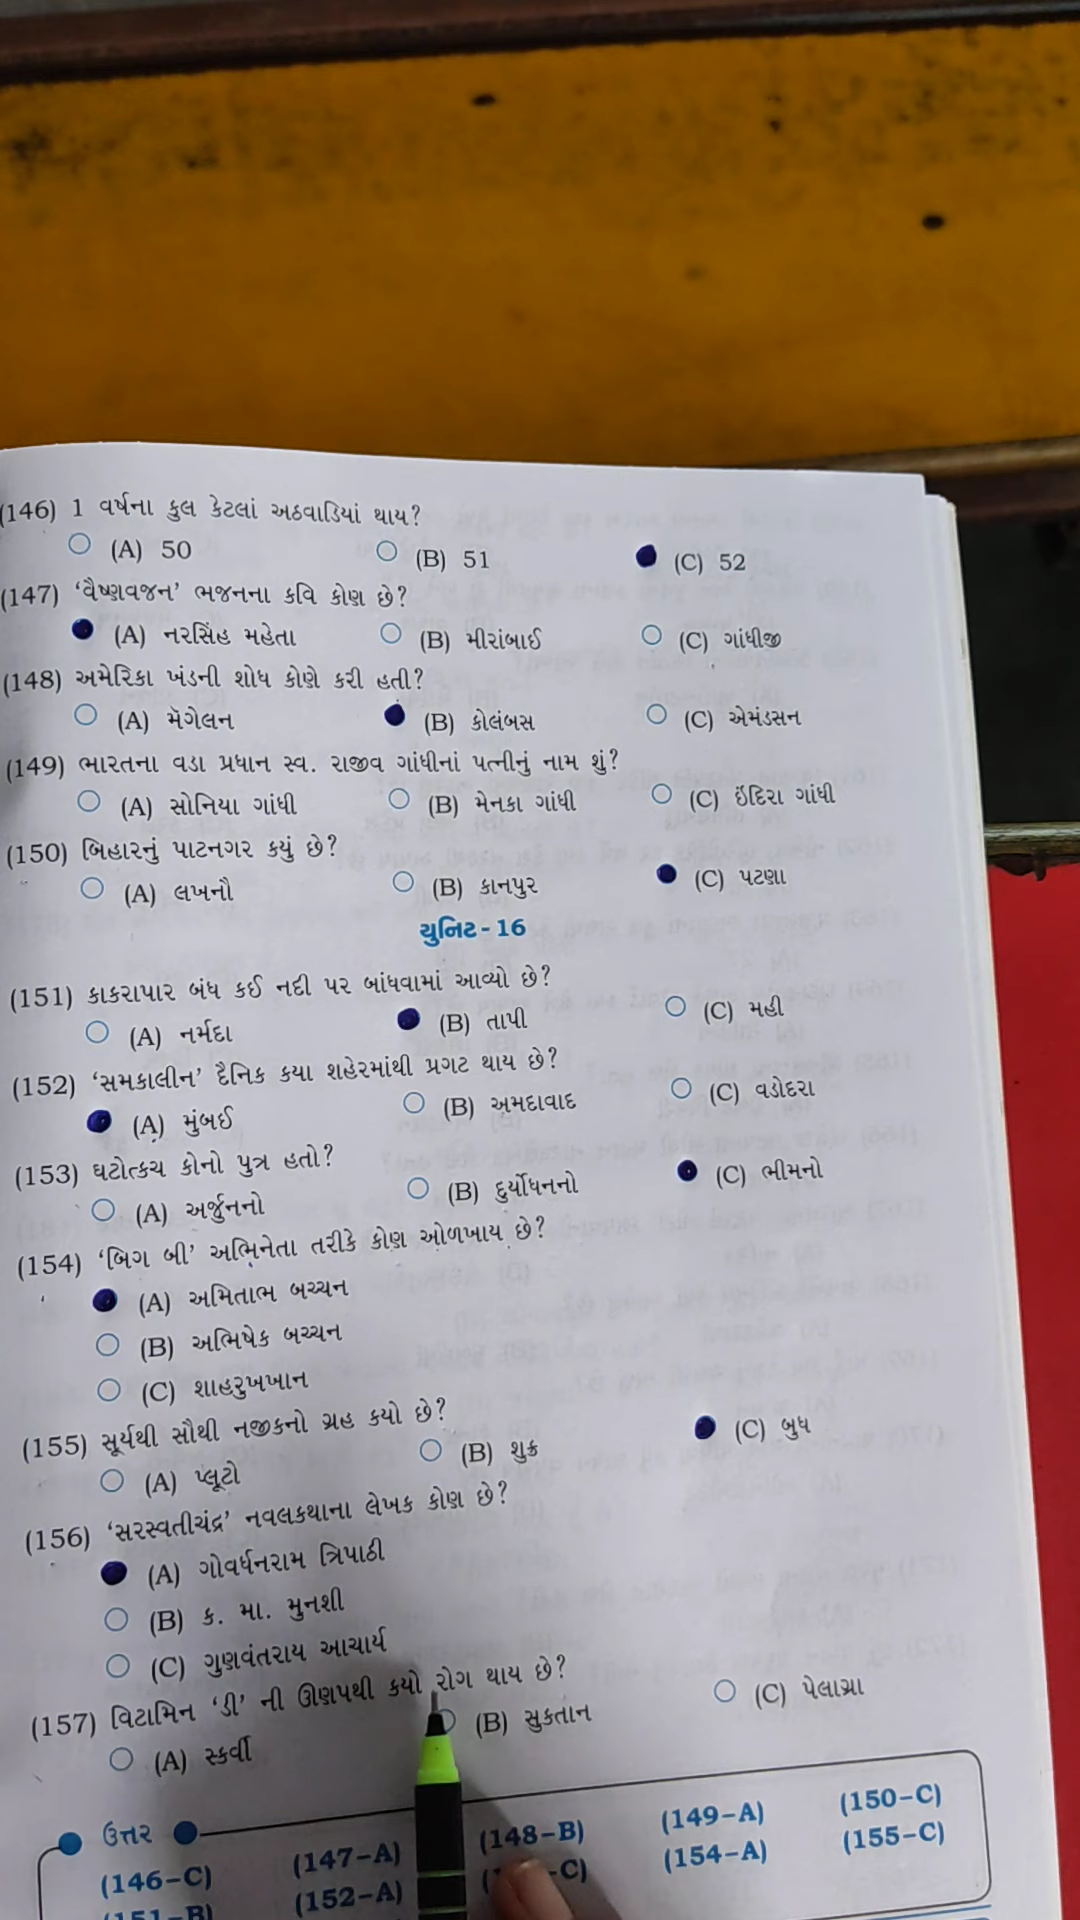 (146) 1 વર્ષના કુલ કેટલાં અઠવાડિયાં થાય?
(A) 50 (B) 51 (C) 52
(147) ‘વૈષ્ણવજન’ ભજનના કવિ કોણ છે?
(A) નરસિંહ મહેતા (B) મીરાંબાઈ (C) ગાંધીજી
(148) અમેરિકા ખંડની શોધ કોણે કરી હતી?
(A) મૅગેલન (B) કોલંબસ (C) એમંડસન
(149) ભારતના વડા પ્રધાન સ્વ. રાજીવ ગાંધીનાં પત્નીનું નામ શું?
(A) સોનિયા ગાંધી (B) મેનકા ગાંધી (C) ઇંદિરા ગાંધી
(150) બિહારનું પાટનગર કયું છે?
(A) લખનૌ (B) કાનપુર (C) પટણા
યુનિટ - 16
(151) કાકરાપાર બંધ કઈ નદી પર બાંધવામાં આવ્યો છે?
(A) નર્મદા (B) તાપી (C) મહી
(152) ‘સમકાલીન’ દૈનિક કયા શહેરમાંથી પ્રગટ થાય છે?
(A) મુંબઈ (B) અમદાવાદ (C) વડોદરા
(153) ઘટોત્કચ કોનો પુત્ર હતો?
(A) અર્જુનનો (B) દુર્યોધનનો (C) ભીમનો
(154) ‘બિગ બી’ અભિનેતા તરીકે કોણ ઓળખાય છે?
(A) અમિતાભ બચ્ચન
(B) અભિષેક બચ્ચન
(C) શાહરુખખાન
(155) સૂર્યથી સૌથી નજીકનો ગ્રહ કયો છે?
(A) પ્લૂટો (B) શુક્ર (C) બુધ
(156) ‘સરસ્વતીચંદ્ર’ નવલકથાના લેખક કોણ છે?
(A) ગોવર્ધનરામ ત્રિપાઠી
(B) ક. મા. મુનશી
(C) ગુણવંતરાય આચાર્ય
(157) વિટામિન ‘ડી’ ની ઊણપથી કયો રોગ થાય છે?
(A) સ્કર્વી (B) સુકતાન (C) પેલાગ્રા
ઉત્તર
(146-C) (147-A) (148-B) (149-A) (150-C)
(151-B) (152-A) (154-A) (155-C)